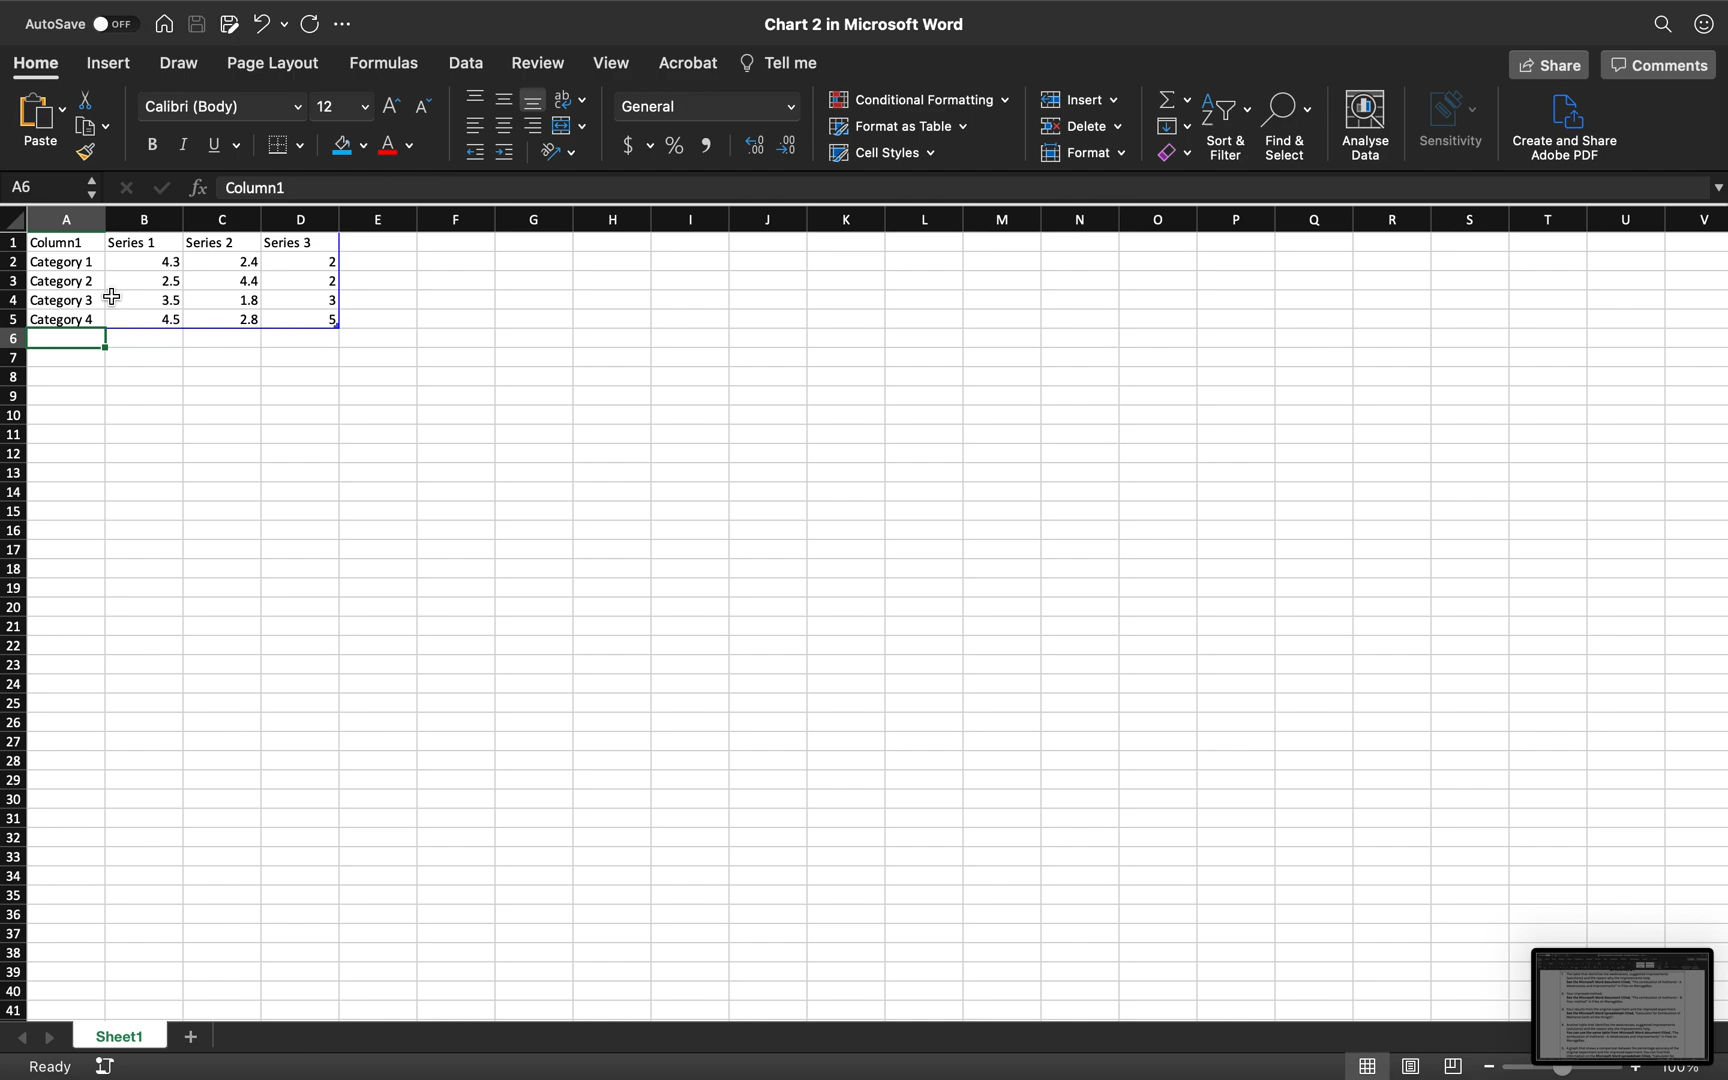 AutoSave OFF Chart 2 in Microsoft Word
Home Insert Draw Page Layout Formulas Data Review View Acrobat Tell me Share Comments
Paste Calibri (Body) 12 A A ab General Conditional Formatting Insert Σ A Z
B I U A $ % , .00 .0 .00 Format as Table Delete Sort & Filter Find & Select Analyse Data Sensitivity Create and Share Adobe PDF
Cell Styles Format
A6 fx Column1
A B C D E F G H I J K L M N O P Q R S T U V
1 Column1 Series 1 Series 2 Series 3
2 Category 1 4.3 2.4 2
3 Category 2 2.5 4.4 2
4 Category 3 3.5 1.8 3
5 Category 4 4.5 2.8 5
6
7
8
9
10
11
12
13
14
15
16
17
18
19
20
21
22
23
24
25
26
27
28
29
30
31
32
33
34
35
36
37
38
39
40
41
Sheet1 +
Ready 100%